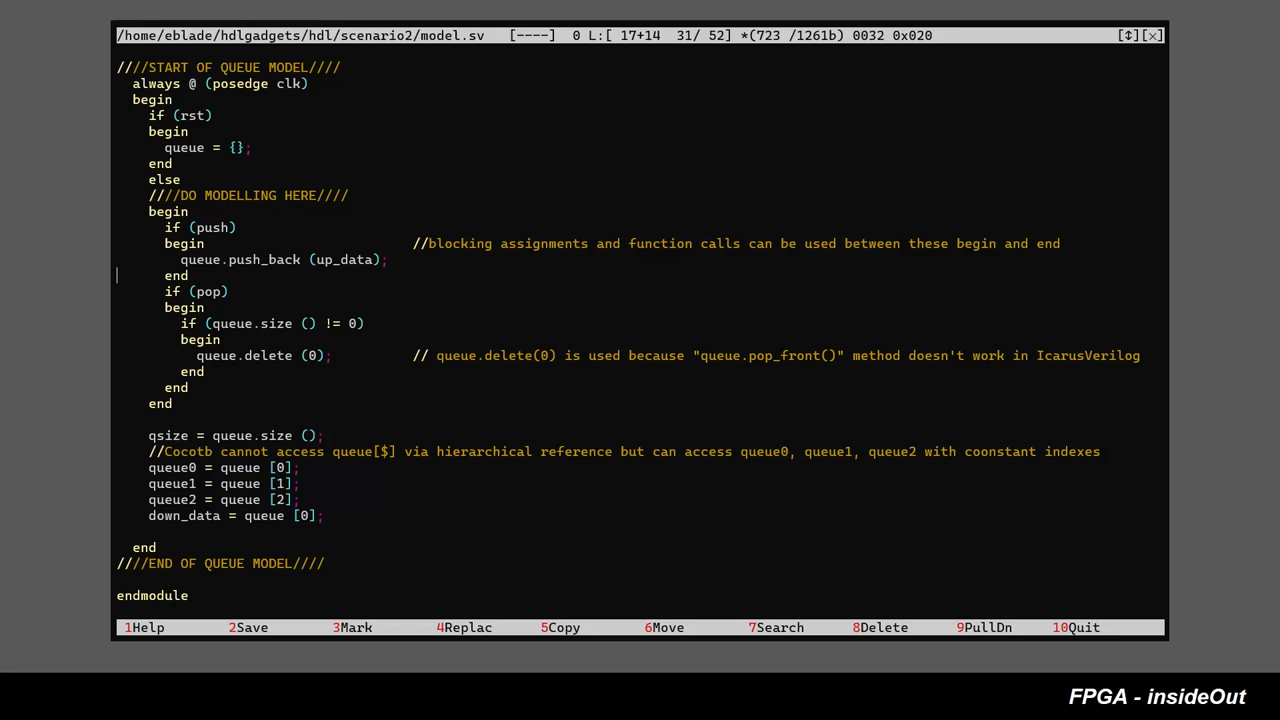 /home/eblade/hdlgadgets/hdl/scenario2/model.sv   [----]  0 L:[ 17+14  31/ 52] *(723 /1261b) 0032 0x020                       [↕][×]
////START OF QUEUE MODEL////
  always @ (posedge clk)
  begin
    if (rst)
    begin
      queue = {};
    end
    else
    ////DO MODELLING HERE////
    begin
      if (push)
      begin                          //blocking assignments and function calls can be used between these begin and end
        queue.push_back (up_data);
      end
      if (pop)
      begin
        if (queue.size () != 0)
        begin
          queue.delete (0);          // queue.delete(0) is used because "queue.pop_front()" method doesn't work in IcarusVerilog
        end
      end
    end
    qsize = queue.size ();
    //Cocotb cannot access queue[$] via hierarchical reference but can access queue0, queue1, queue2 with coonstant indexes
    queue0 = queue [0];
    queue1 = queue [1];
    queue2 = queue [2];
    down_data = queue [0];
  end
////END OF QUEUE MODEL////
endmodule
1Help 2Save 3Mark 4Replac 5Copy 6Move 7Search 8Delete 9PullDn 10Quit
FPGA - insideOut